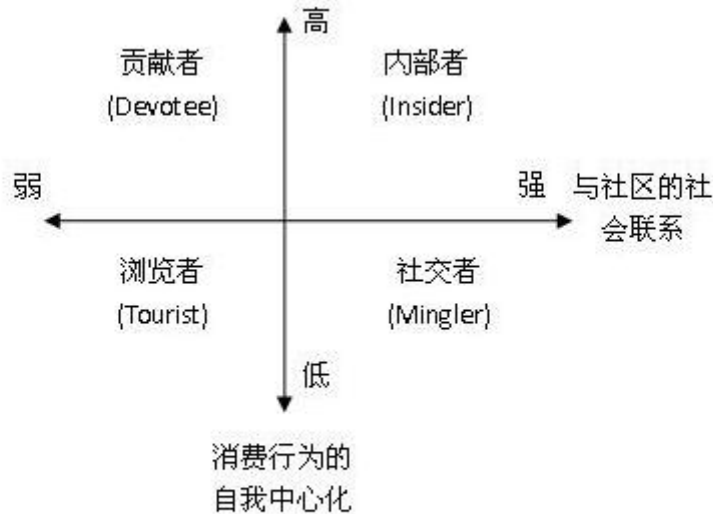 高
贡献者
(Devotee)
内部者
(Insider)
弱
强
与社区的社
会联系
浏览者
(Tourist)
社交者
(Mingler)
低
消费行为的
自我中心化